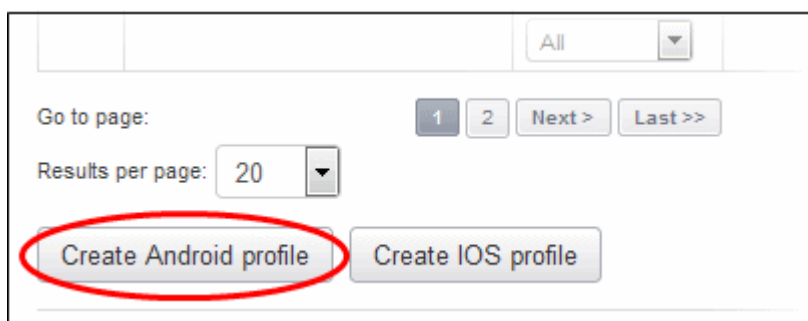 All
Go to page: 1 2 Next > Last >>
Results per page: 20
Create Android profile Create IOS profile